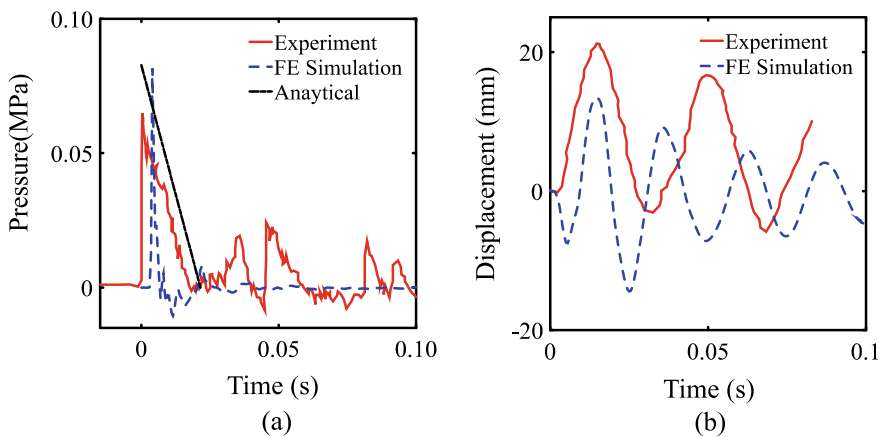 0.10
0.05
0
Pressure(MPa)
Experiment
FE Simulation
Anaytical
0 0.05 0.10
Time (s)
(a)
20
0
-20
Displacement (mm)
Experiment
FE Simulation
0 0.05 0.1
Time (s)
(b)